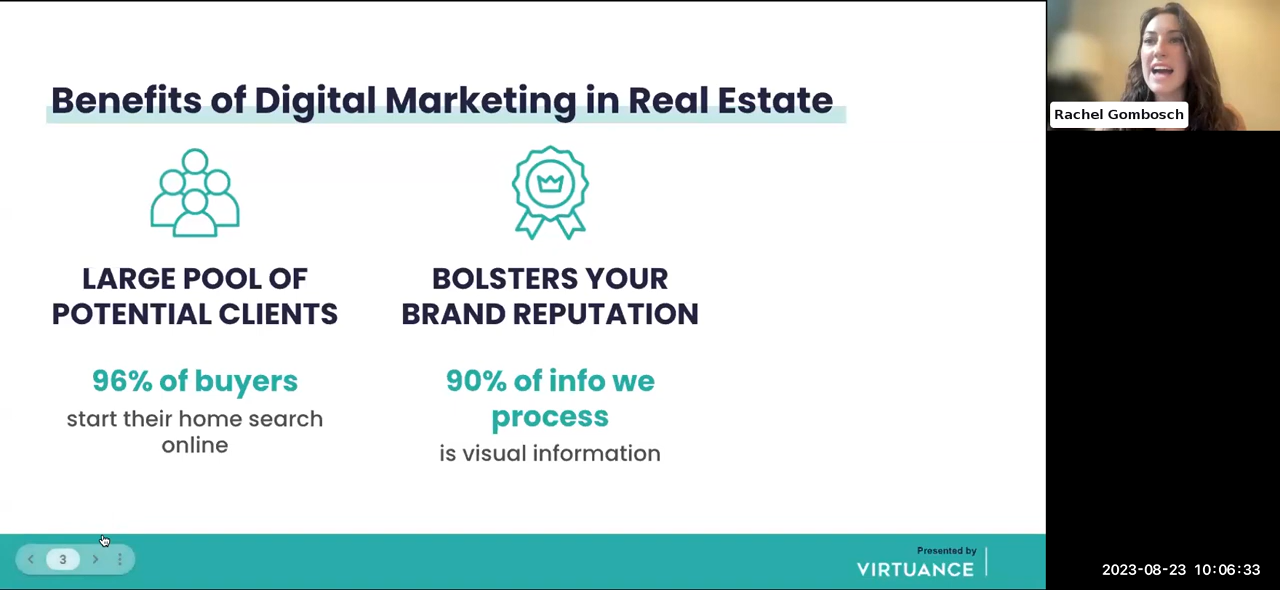 Benefits of Digital Marketing in Real Estate
LARGE POOL OF
POTENTIAL CLIENTS
96% of buyers
start their home search
online
BOLSTERS YOUR
BRAND REPUTATION
90% of info we
process
is visual information
3
Presented by
VIRTUANCE
Rachel Gombosch
2023-08-23 10:06:33